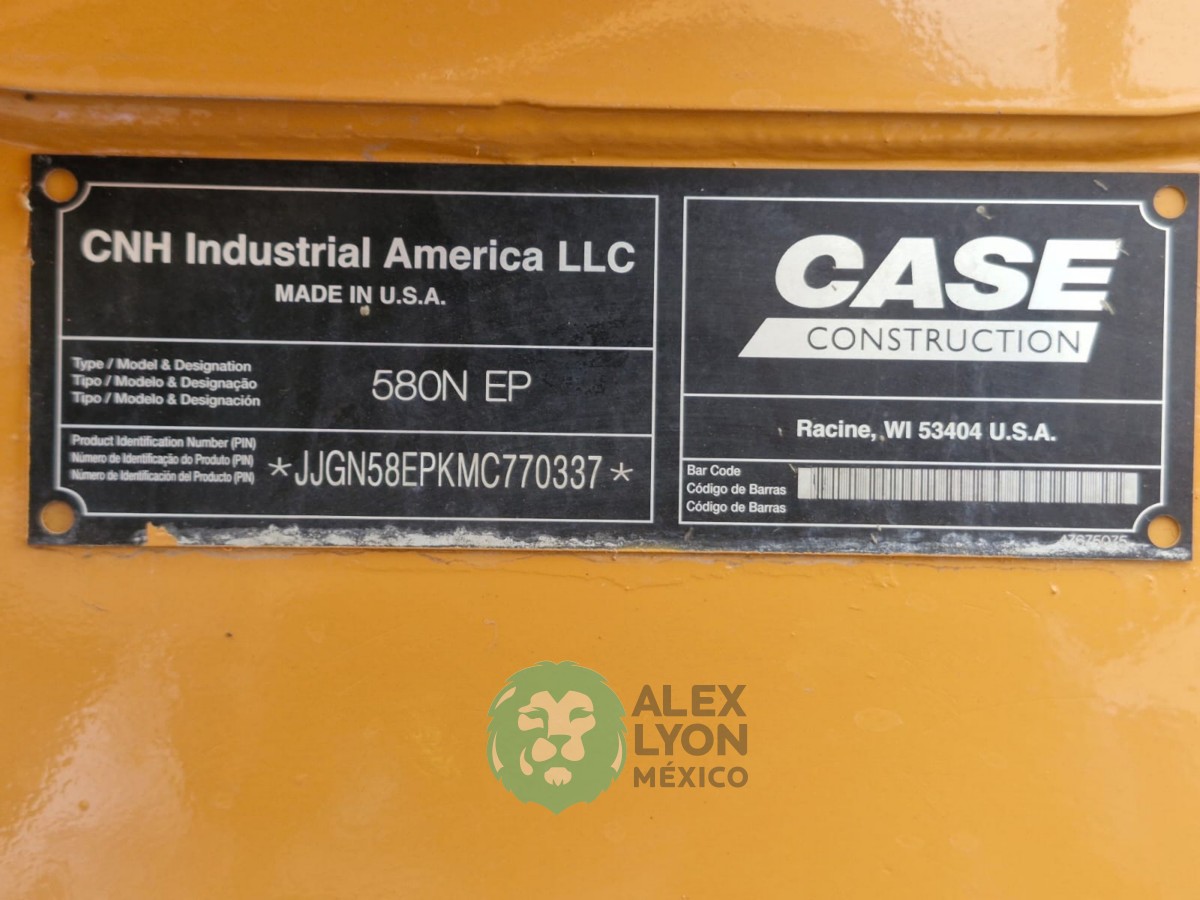 CNH Industrial America LLC
MADE IN U.S.A.
Type / Model & Designation
Tipo / Modelo & Designação
Tipo / Modelo & Designación
580N EP
Product Identification Number (PIN)
Número de Identificação do Produto (PIN)
Número de Identificación del Producto (PIN)
*JJGN58EPKMC770337*
CASE
CONSTRUCTION
Racine, WI 53404 U.S.A.
Bar Code
Código de Barras
Código de Barras
ALEX
LYON
MÉXICO